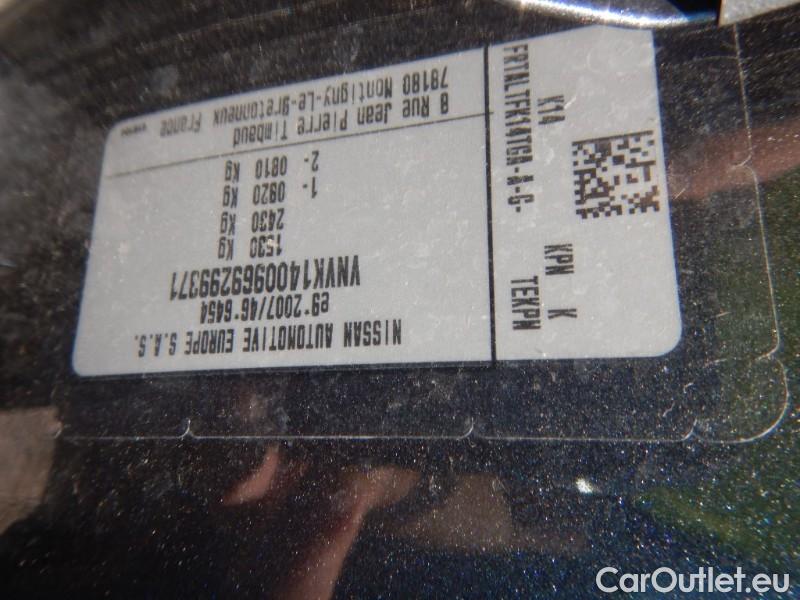 NISSAN AUTOMOTIVE EUROPE S.A.S.
e9*2007/46*6454
VNVK1400969299371
1530 Kg
2430 Kg
1- 0920 Kg
2- 0810 Kg
8 Rue Jean Pierre Timbaud
78180 Montigny-Le-Bretonneux France
TEKPN
KPN K
K14
FRTALTFK14TGA-A-G-
CarOutlet.eu